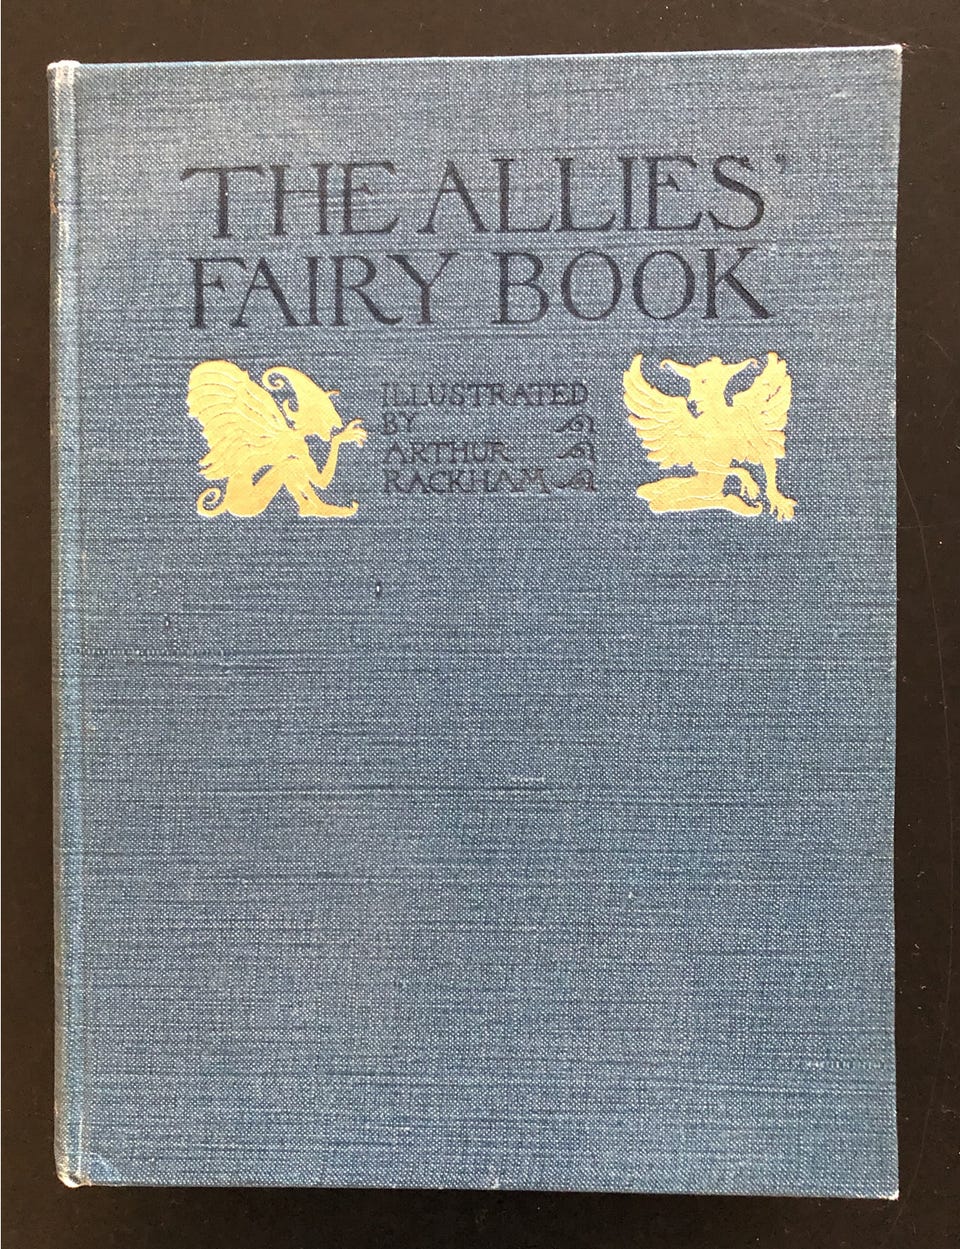 THE ALLIES'
FAIRY BOOK
ILLUSTRATED
BY
ARTHUR
RACKHAM